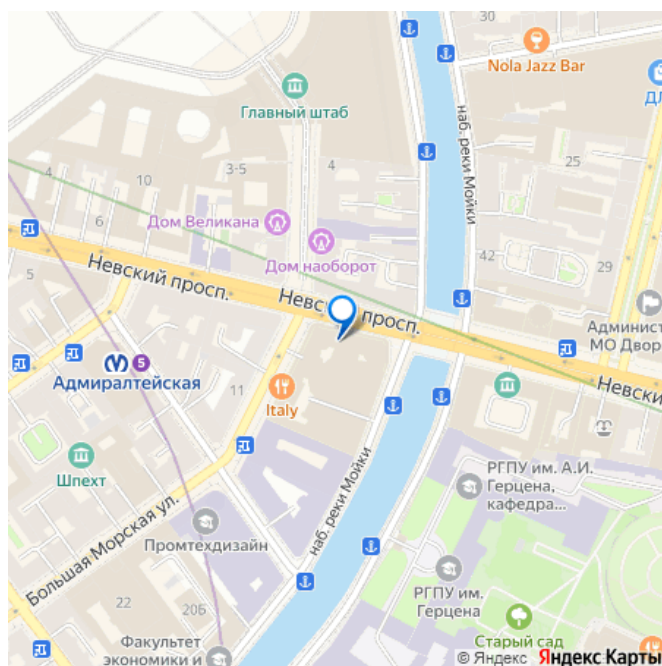 30
Nola Jazz Bar
Главный штаб
наб. реки Мойки
ДЛ
25
4
10
3-5
4
Дом Великана
6
Дом наоборот
42
29
5
Невский просп.
Невский просп.
Админист
МО Двор
5
Адмиралтейская
11
Italy
Невски
Шпехт
Большая Морская ул.
наб. реки Мойки
РГПУ им. А.И.
Герцена,
кафедра...
Промтехдизайн
РГПУ им.
Герцена
22
20Б
Старый сад
Факультет
экономики и
© Яндекс Яндекс Карты